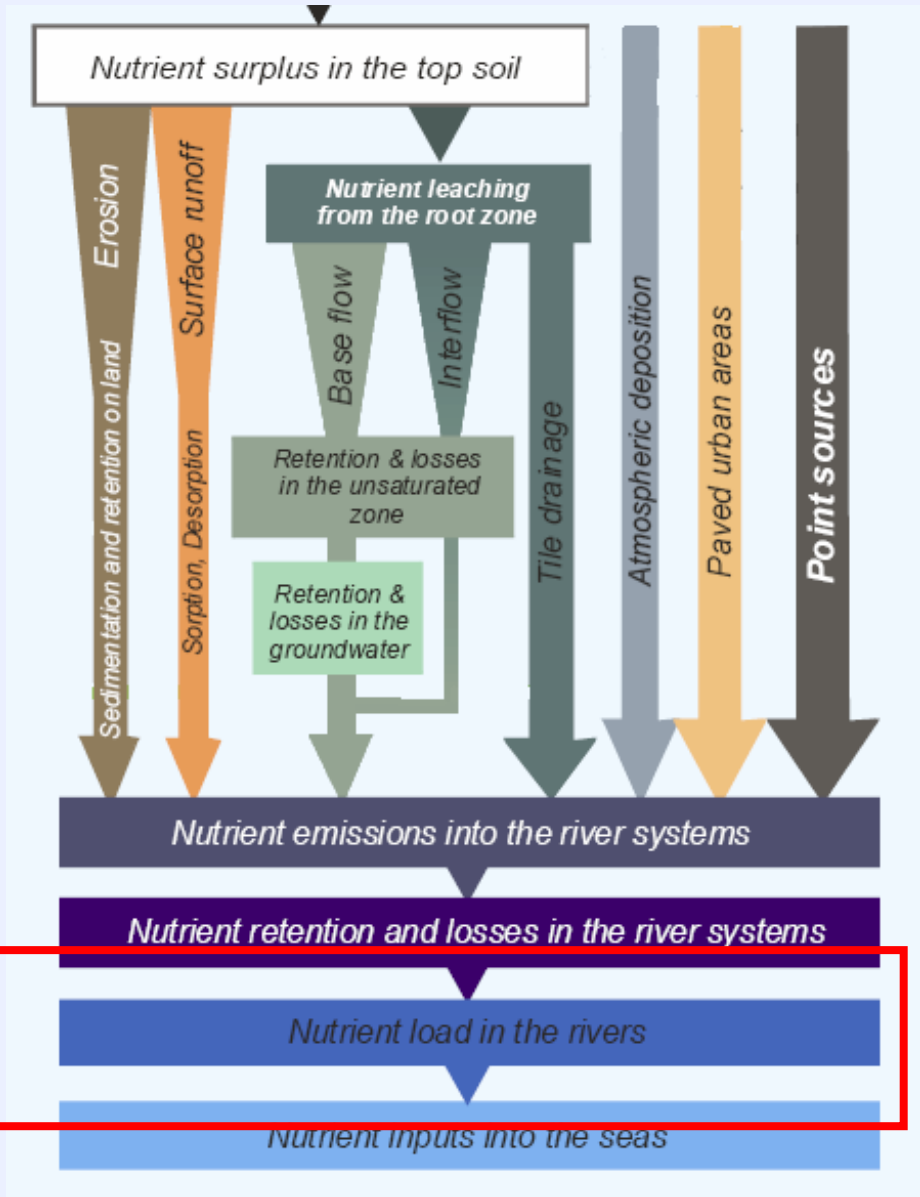 Nutrient surplus in the top soil
Erosion
Sedimentation and retention on land
Surface runoff
Sorption, Desorption
Nutrient leaching
from the root zone
Base flow
Interflow
Retention & losses
in the unsaturated
zone
Retention &
losses in the
groundwater
Tile drainage
Atmospheric deposition
Paved urban areas
Point sources
Nutrient emissions into the river systems
Nutrient retention and losses in the river systems
Nutrient load in the rivers
Nutrient inputs into the seas